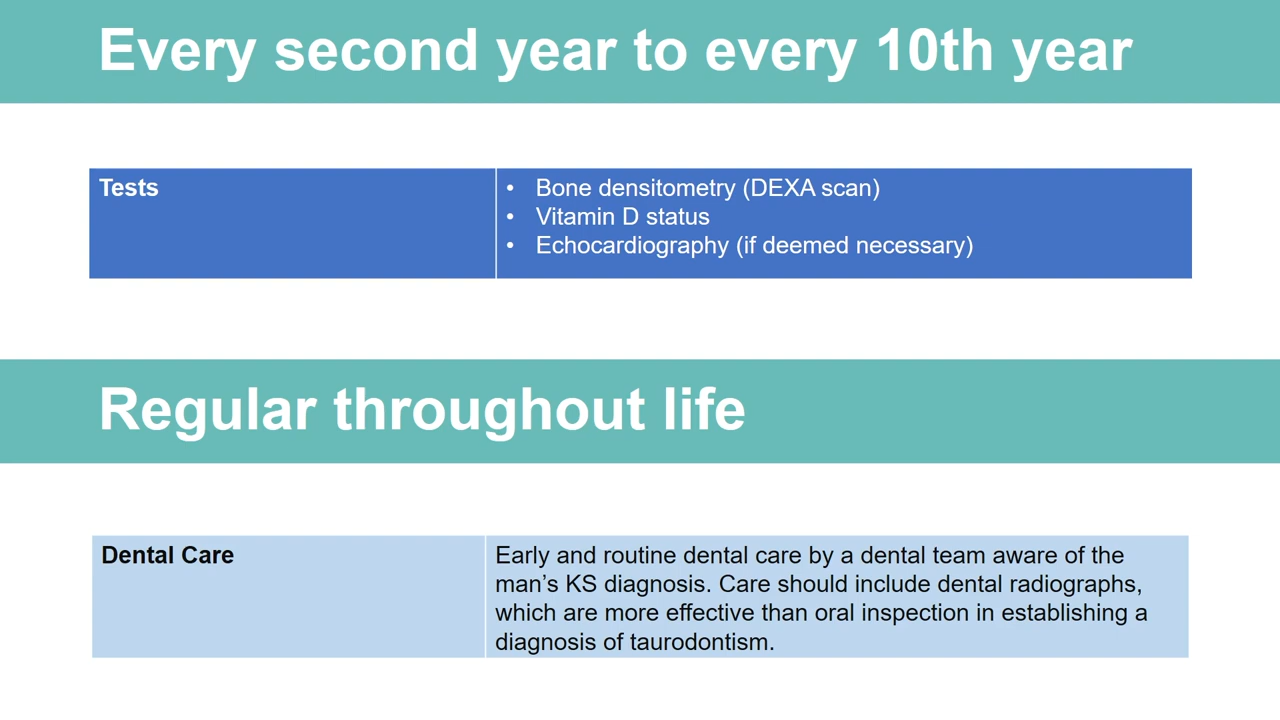 Every second year to every 10th year
Tests
• Bone densitometry (DEXA scan)
• Vitamin D status
• Echocardiography (if deemed necessary)
Regular throughout life
Dental Care
Early and routine dental care by a dental team aware of the
man’s KS diagnosis. Care should include dental radiographs,
which are more effective than oral inspection in establishing a
diagnosis of taurodontism.